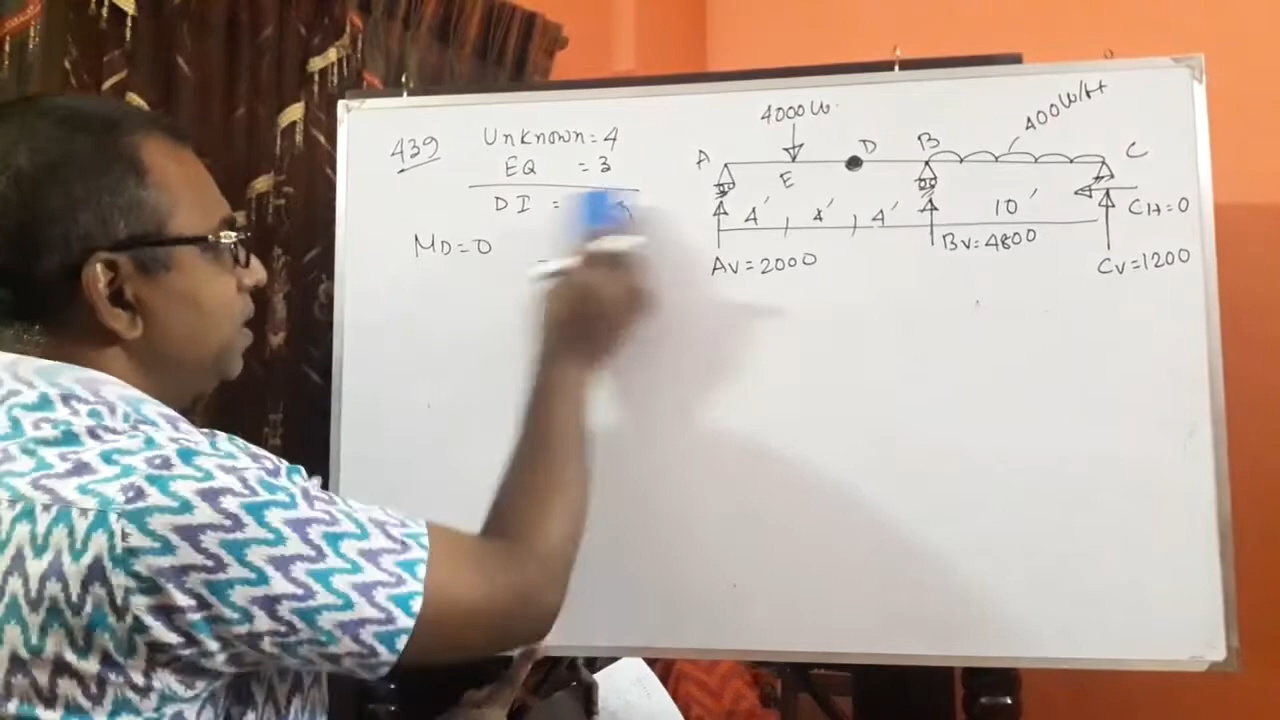 439
Unknown = 4
EQ = 3
DI =
MD = 0
4000 lb.
A
E
D
B
400 lb/ft
C
4'
4'
4'
10'
CH = 0
AV = 2000
BV = 4800
CV = 1200